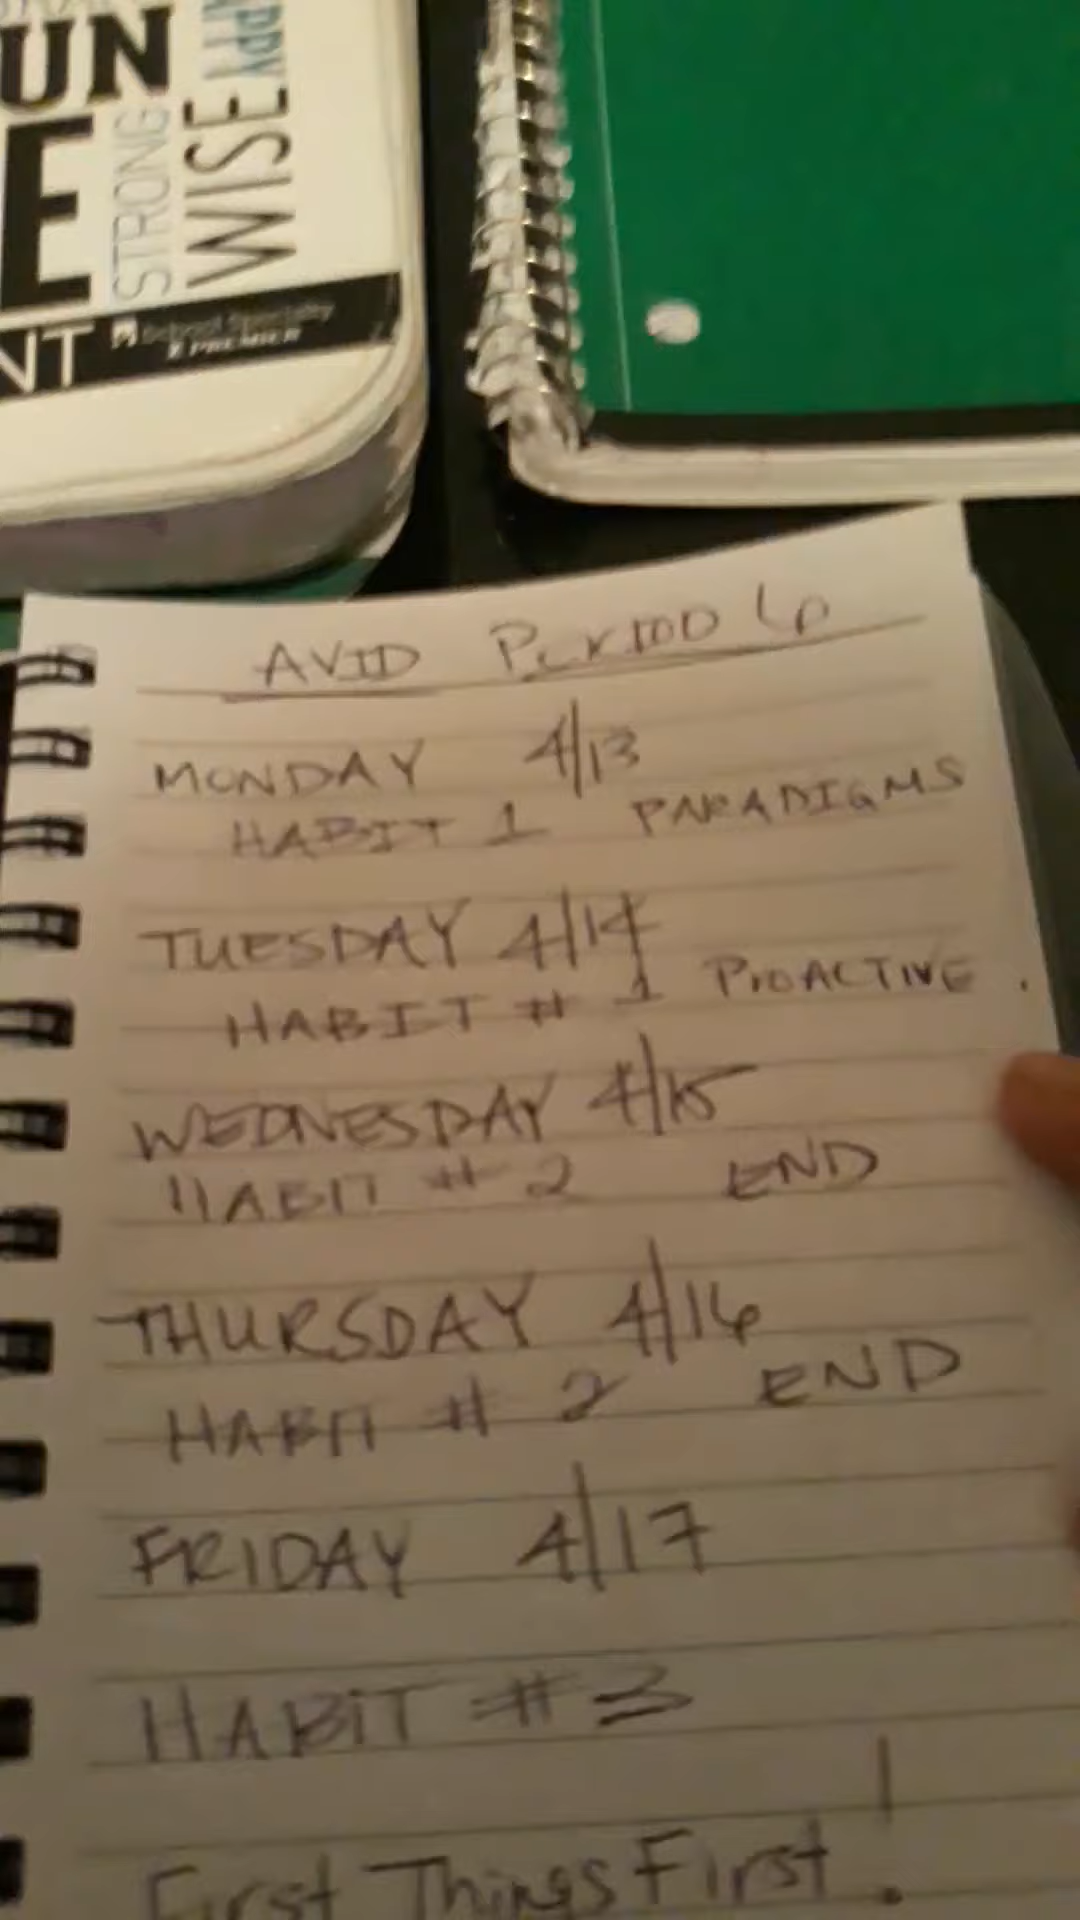 UN
E
STRONG
WISE
APPY
NT
School Specialty
PREMIER
AVID PERIOD 6
MONDAY 4/13
HABIT 1 PARADIGMS
TUESDAY 4/14
HABIT # 1 PROACTIVE.
WEDNESDAY 4/15
HABIT # 2 END
THURSDAY 4/16
HABIT # 2 END
FRIDAY 4/17
HABIT #3
First Things First!